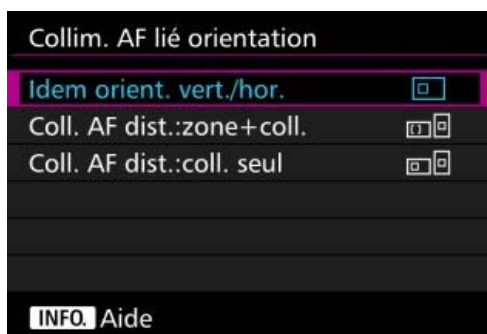 Collim. AF lié orientation
Idem orient. vert./hor.
Coll. AF dist.:zone+coll.
Coll. AF dist.:coll. seul
INFO. Aide